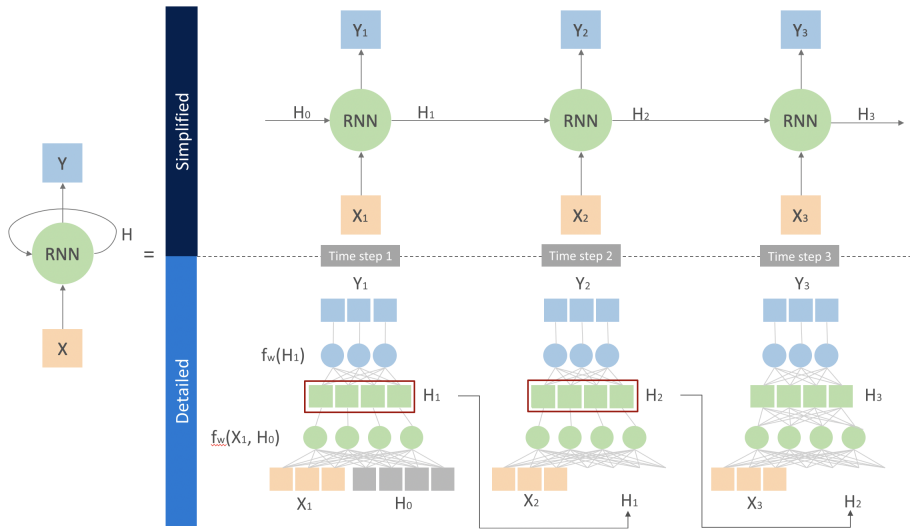 Y
H
RNN
=
X
Simplified
Y₁
Y₂
Y₃
H₀
RNN
H₁
RNN
H₂
RNN
H₃
X₁
X₂
X₃
Time step 1
Time step 2
Time step 3
Detailed
Y₁
Y₂
Y₃
f_w(H₁)
H₁
H₂
H₃
f_w(X₁, H₀)
X₁
H₀
X₂
H₁
X₃
H₂